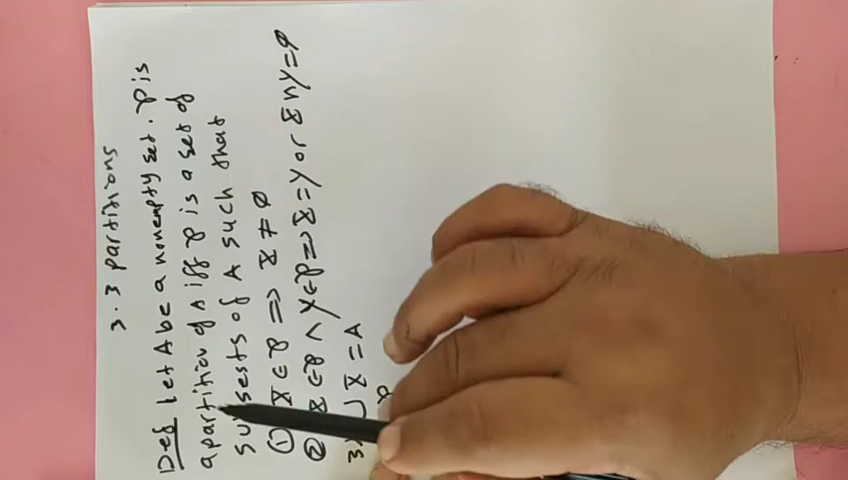 3.3 partitions
Def let A be a nonempty set. P is
a partition of A iff P is a set of
subsests of A such that
① X ∈ P ⇒ X ≠ ∅
② X ∈ P ∧ Y ∈ P ⇒ X = Y or X ∩ Y = ∅
3) ∪ X = A